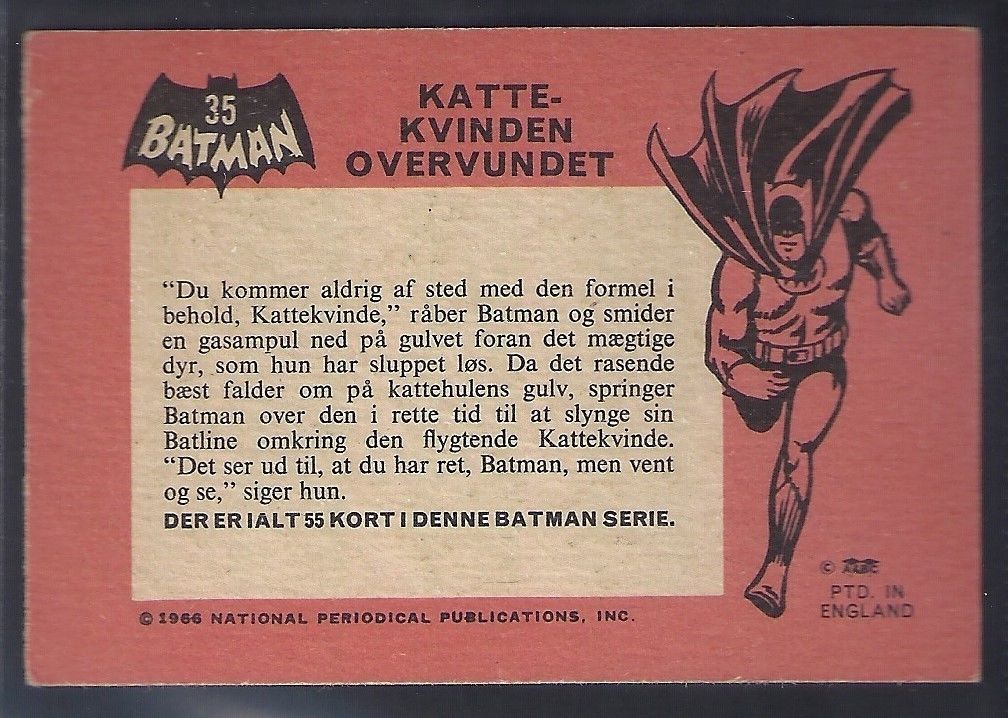 35
BATMAN
KATTE-
KVINDEN
OVERVUNDET
“Du kommer aldrig af sted med den formel i
behold, Kattekvinde,” råber Batman og smider
en gasampul ned på gulvet foran det mægtige
dyr, som hun har sluppet løs. Da det rasende
bæst falder om på kattehulens gulv, springer
Batman over den i rette tid til at slynge sin
Batline omkring den flygtende Kattekvinde.
“Det ser ud til, at du har ret, Batman, men vent
og se,” siger hun.
DER ER IALT 55 KORT I DENNE BATMAN SERIE.
© 1966 NATIONAL PERIODICAL PUBLICATIONS, INC.
©
PTD. IN
ENGLAND